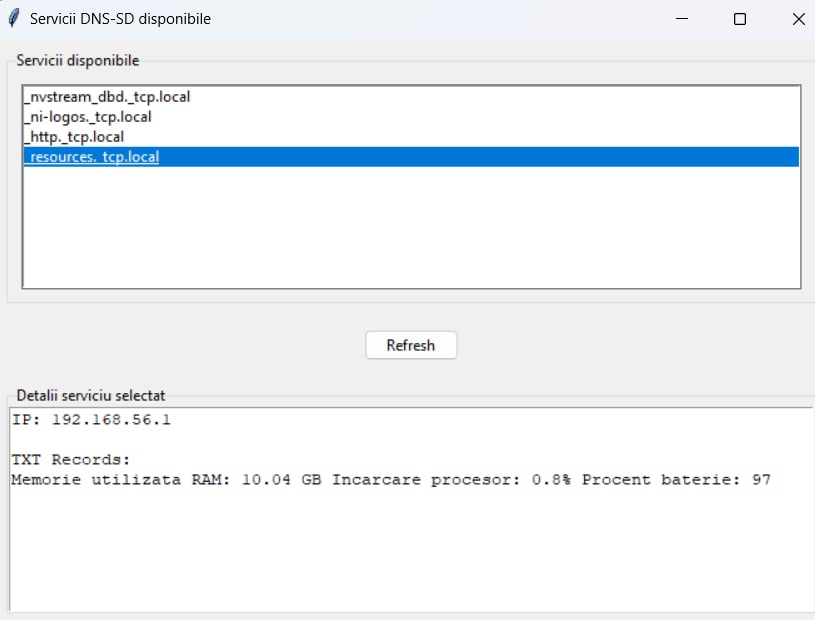 Servicii DNS-SD disponibile
Servicii disponibile
_nvstream_dbd._tcp.local
_ni-logos._tcp.local
_http._tcp.local
_resources._tcp.local
Refresh
Detalii serviciu selectat
IP: 192.168.56.1
TXT Records:
Memorie utilizata RAM: 10.04 GB Incarcare procesor: 0.8% Procent baterie: 97